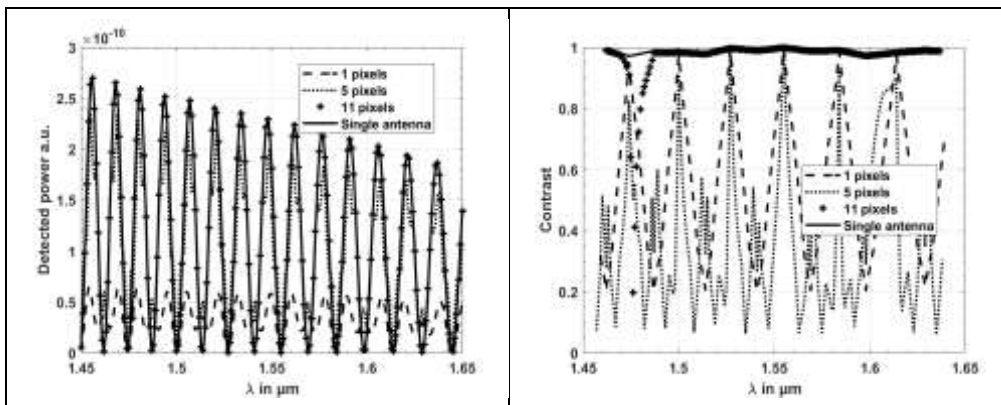 ×10⁻¹⁰
3
2.5
2
1.5
1
0.5
0
Detected power a.u.
1 pixels
5 pixels
11 pixels
Single antenna
1.45
1.5
1.55
1.6
1.65
λ in µm
1
0.8
0.6
0.4
0.2
0
Contrast
1 pixels
5 pixels
11 pixels
Single antenna
1.45
1.5
1.55
1.6
1.65
λ in µm